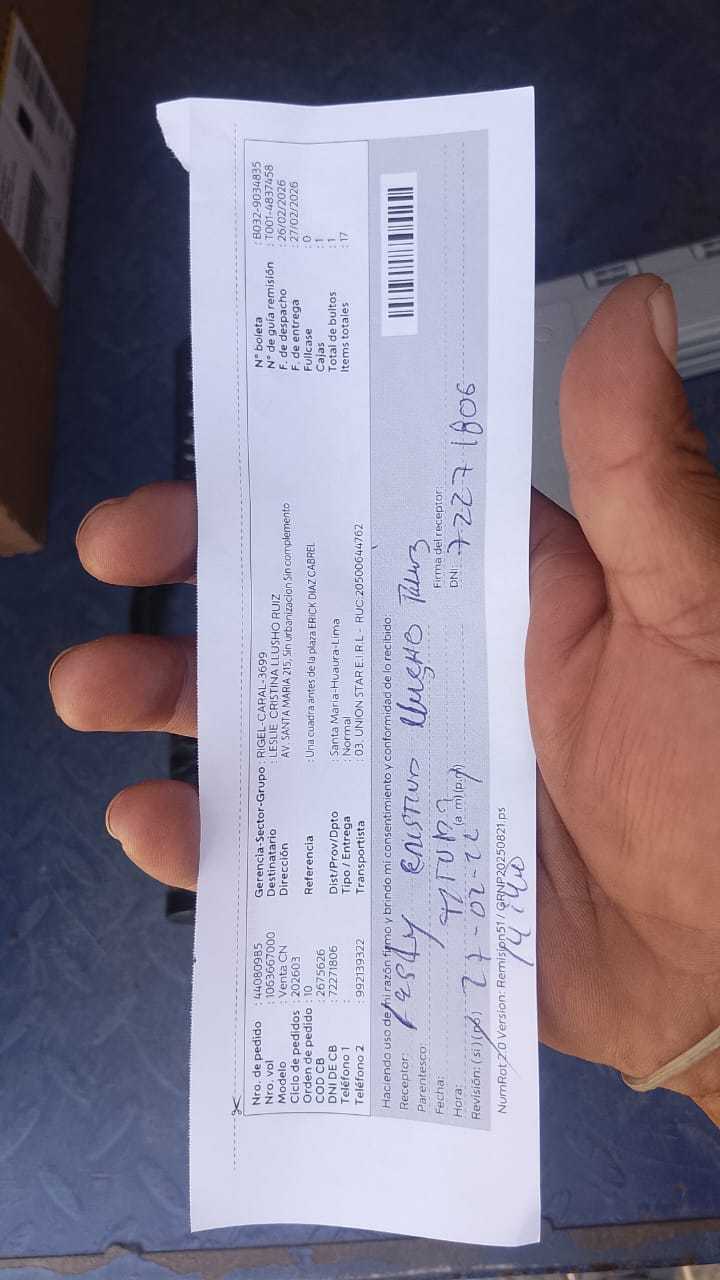 Nro. de pedido : 44080985
Nro. vol : 1063667000
Modelo : Venta CN
Ciclo de pedidos : 202603
Orden de pedido : 10
COD CB : 2675626
DNI DE CB : 72271806
Teléfono 1 :
Teléfono 2 : 992139322
Gerencia-Sector-Grupo : RIGEL-CARAL-3699
Destinatario : LESLIE CRISTINA LLUSHO RUIZ
Dirección : AV. SANTA MARIA 215, Sin urbanizacion Sin complemento
Referencia : Una cuadra antes de la plaza ERICK DIAZ CABREL
Dist/Prov/Dpto : Santa Maria-Huaura-Lima
Tipo / Entrega : Normal
Transportista : 03. UNION STAR E.I.R.L - RUC:20500644762
N° boleta : B032-9034835
N° de guía remisión : T001-4837458
F. de despacho : 26/02/2026
F. de entrega : 27/02/2026
Fullcase : 0
Cajas : 1
Total de bultos : 1
Items totales : 17
Haciendo uso de mi razón firmo y brindo mi consentimiento y conformidad de lo recibido:
Receptor: Llusho
Parentesco:
Fecha: 27-02-
Hora: (a.m) (p.m)
Revisión: (si) (no)
Firma del receptor:
DNI: 72271806
NumRot 2.0 Version: Remision51 / GRNP20250821.ps